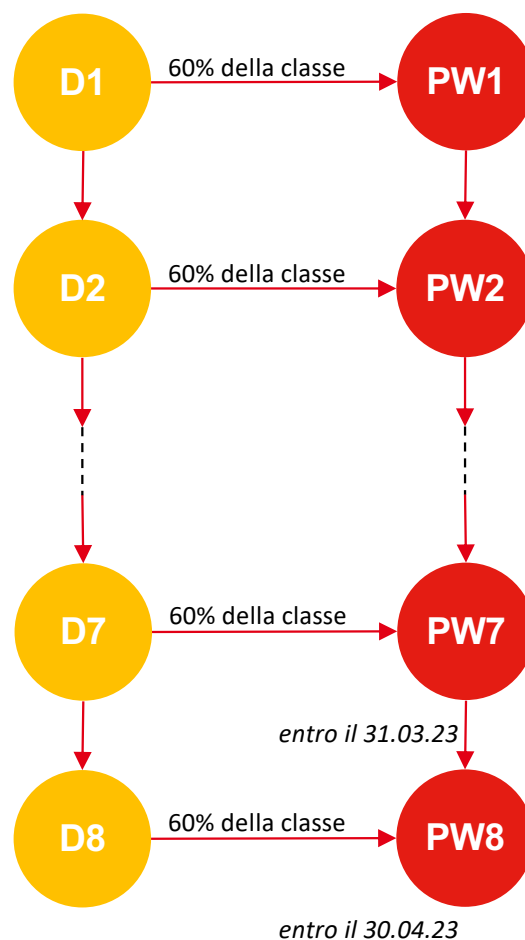 D1 60% della classe PW1
D2 60% della classe PW2
D7 60% della classe PW7
entro il 31.03.23
D8 60% della classe PW8
entro il 30.04.23